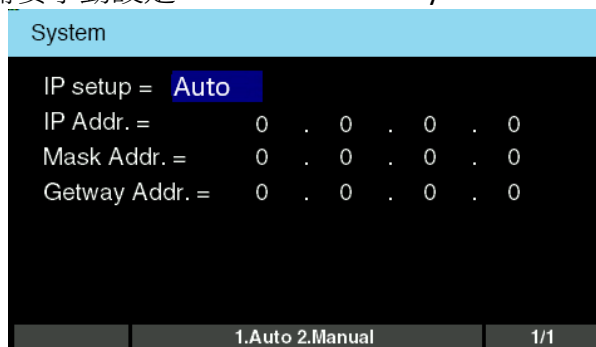 System
IP setup = Auto
IP Addr. = 0 . 0 . 0 . 0
Mask Addr. = 0 . 0 . 0 . 0
Getway Addr. = 0 . 0 . 0 . 0
1.Auto 2.Manual 1/1